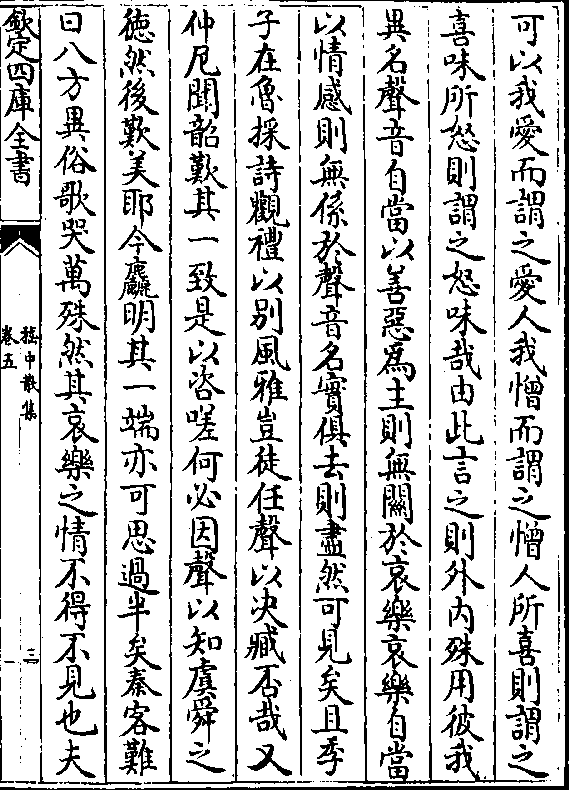 可以我愛而謂之愛人我憎而謂之憎人所喜則謂之
喜味所怒則謂之怒味哉由此言之則外内殊用彼我
異名聲音自當以善惡為主則無關於哀樂哀樂自當
以情感則無係於聲音名實俱去則盡然可見矣且季
子在魯採詩觀禮以别風雅豈徒任聲以决臧否哉又
仲尼聞韶歎其一致是以咨嗟何必因聲以知虞舜之
徳然後歎美耶今麤明其一端亦可思過半矣秦客難
曰八方異俗歌哭萬殊然其哀樂之情不得不見也夫
欽定四庫全書
嵇中散集
卷五
三